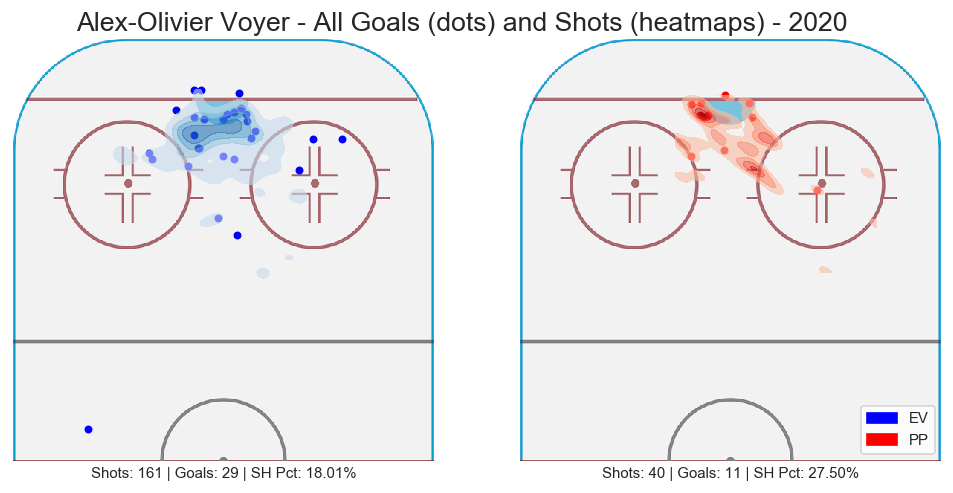 Alex-Olivier Voyer - All Goals (dots) and Shots (heatmaps) - 2020
EV
PP
Shots: 161 | Goals: 29 | SH Pct: 18.01%
Shots: 40 | Goals: 11 | SH Pct: 27.50%